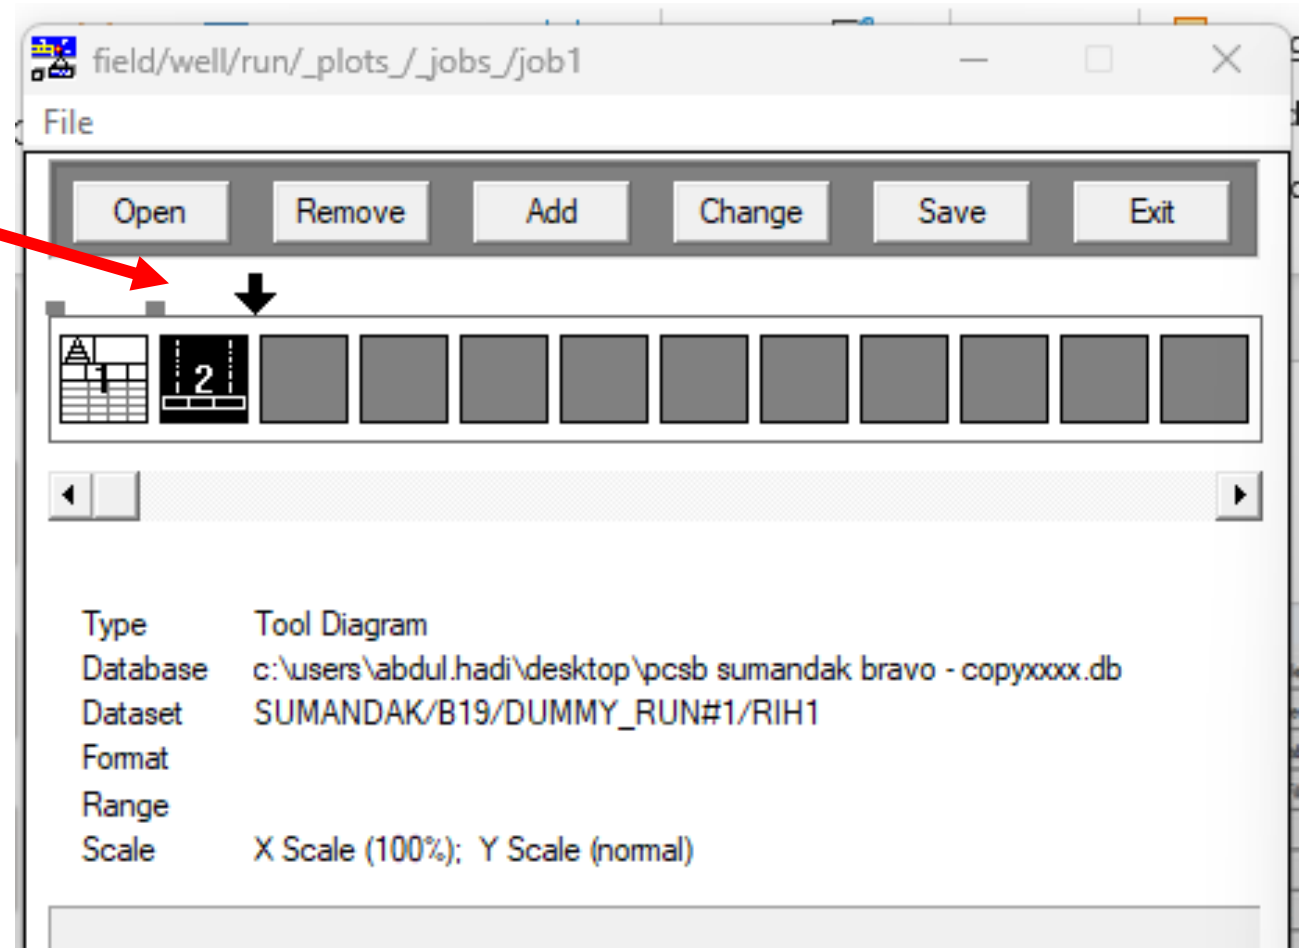 field/well/run/_plots_/_jobs_/job1
File
Open Remove Add Change Save Exit
1 2
Type Tool Diagram
Database c:\users\abdul.hadi\desktop\pcsb sumandak bravo - copyxxxx.db
Dataset SUMANDAK/B19/DUMMY_RUN#1/RIH1
Format
Range
Scale X Scale (100%); Y Scale (normal)